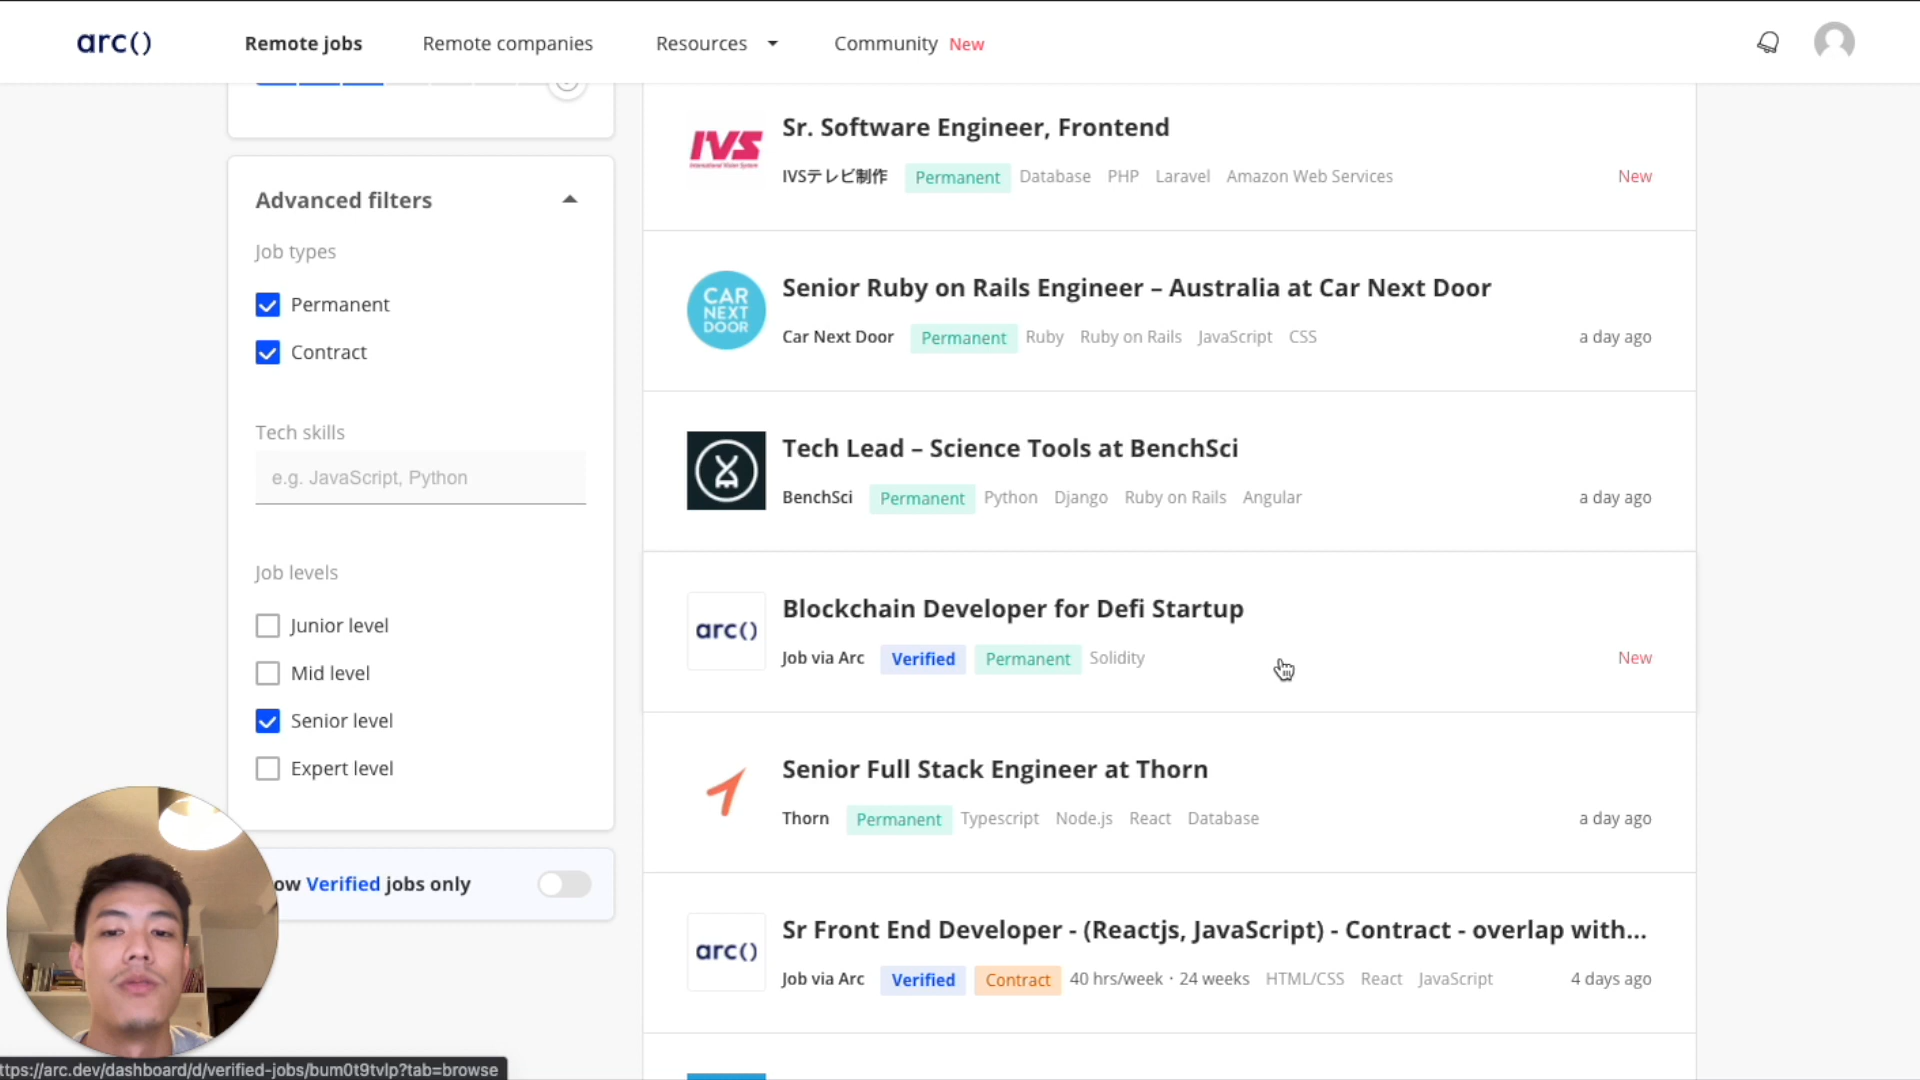 arc()
Remote jobs
Remote companies
Resources
Community New
Advanced filters
Job types
Permanent
Contract
Tech skills
e.g. JavaScript, Python
Job levels
Junior level
Mid level
Senior level
Expert level
ow Verified jobs only
IVS
Sr. Software Engineer, Frontend
IVSテレビ制作 Permanent Database PHP Laravel Amazon Web Services New
CAR
NEXT
DOOR
Senior Ruby on Rails Engineer – Australia at Car Next Door
Car Next Door Permanent Ruby Ruby on Rails JavaScript CSS a day ago
Tech Lead – Science Tools at BenchSci
BenchSci Permanent Python Django Ruby on Rails Angular a day ago
arc()
Blockchain Developer for Defi Startup
Job via Arc Verified Permanent Solidity New
Senior Full Stack Engineer at Thorn
Thorn Permanent Typescript Node.js React Database a day ago
arc()
Sr Front End Developer - (Reactjs, JavaScript) - Contract - overlap with...
Job via Arc Verified Contract 40 hrs/week · 24 weeks HTML/CSS React JavaScript 4 days ago
ttps://arc.dev/dashboard/d/verified-jobs/bum0t9tvlp?tab=browse